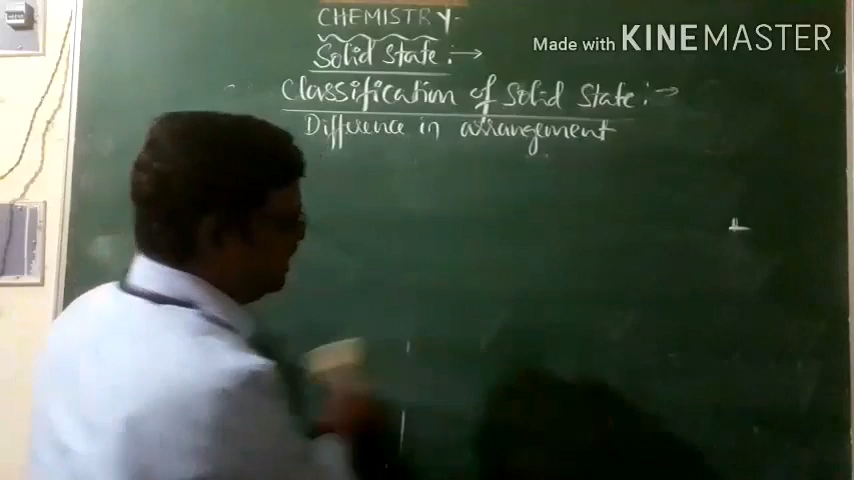 CHEMISTRY-
Made with KINEMASTER
Solid State :→
Classification of Solid State :→
Difference in arrangement